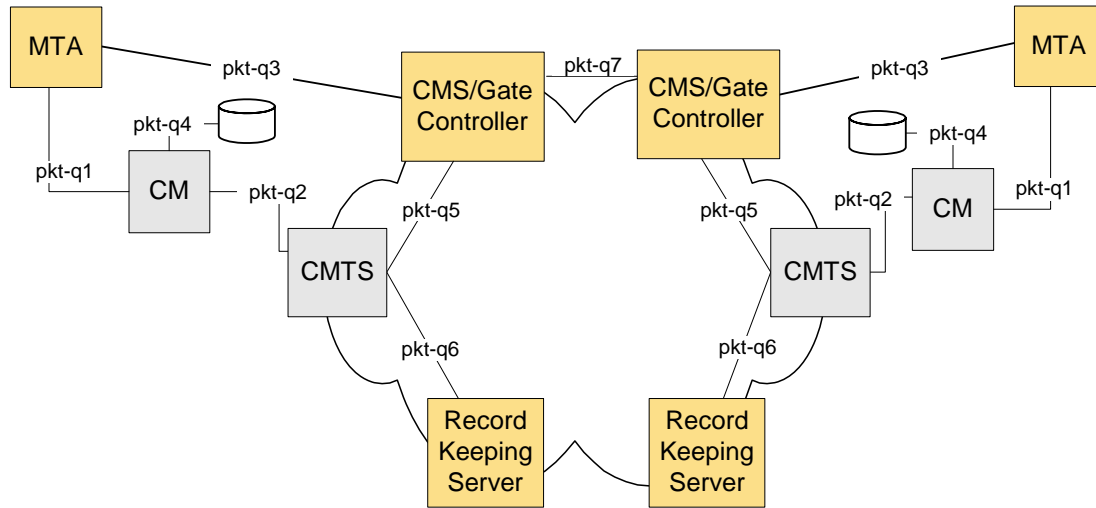 MTA
MTA
pkt-q3
pkt-q7
pkt-q3
CMS/Gate
Controller
CMS/Gate
Controller
pkt-q4
pkt-q4
pkt-q1
CM
pkt-q2
pkt-q5
pkt-q5
pkt-q2
CM
pkt-q1
CMTS
CMTS
pkt-q6
pkt-q6
Record
Keeping
Server
Record
Keeping
Server